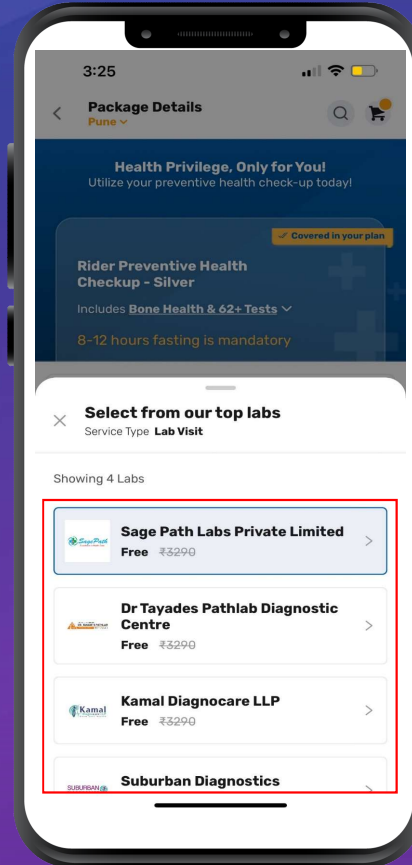 3:25
Package Details
Pune
Health Privilege, Only for You!
Utilize your preventive health check-up today!
Covered in your plan
Rider Preventive Health
Checkup - Silver
Includes Bone Health & 62+ Tests
8-12 hours fasting is mandatory
Select from our top labs
Service Type Lab Visit
Showing 4 Labs
SagePath
Sage Path Labs Private Limited
Free ₹3290
Dr Tayades Pathlab Diagnostic
Centre
Free ₹3290
Kamal
Kamal Diagnocare LLP
Free ₹3290
SUBURBAN
Suburban Diagnostics